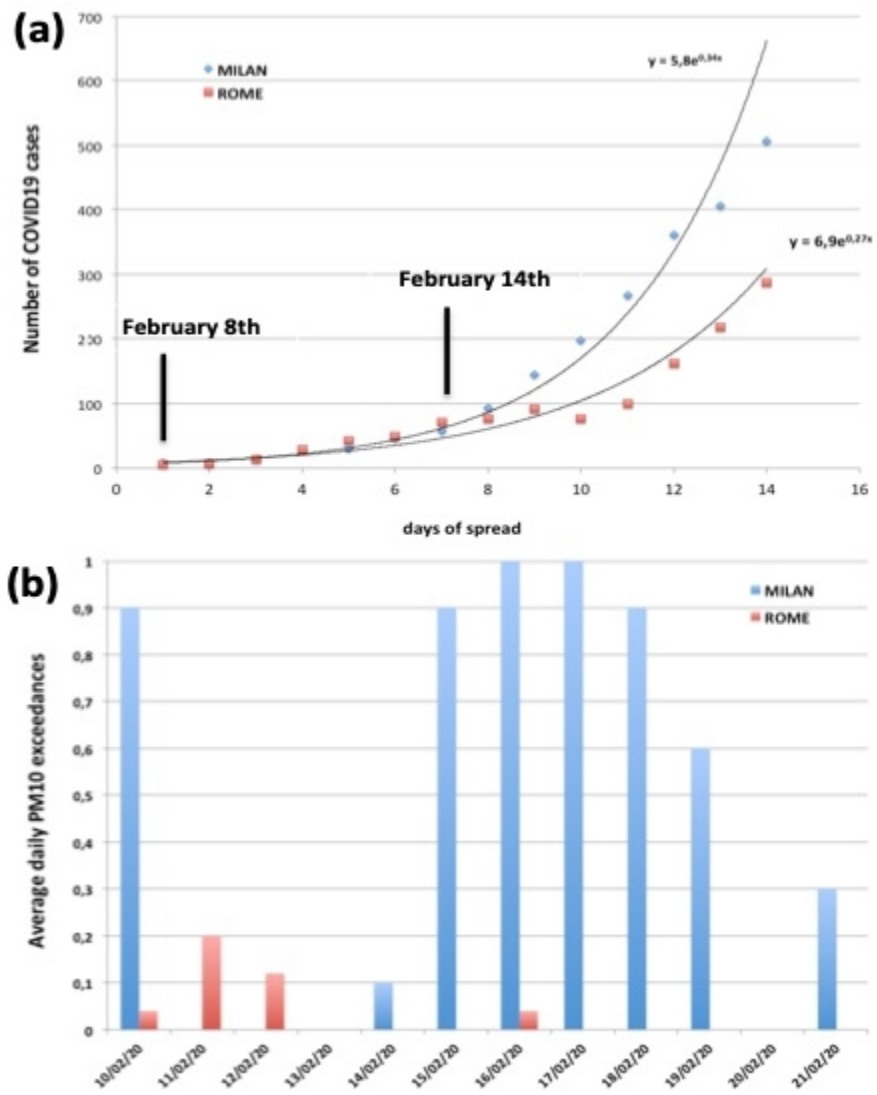 (a)
700
600
500
400
300
200
100
0
Number of COVID19 cases
MILAN
ROME
y = 5,8e^0,34x
y = 6,9e^0,27x
February 14th
February 8th
0 2 4 6 8 10 12 14 16
days of spread
(b)
1
0,9
0,8
0,7
0,6
0,5
0,4
0,3
0,2
0,1
0
Average daily PM10 exceedances
MILAN
ROME
10/02/20 11/02/20 12/02/20 13/02/20 14/02/20 15/02/20 16/02/20 17/02/20 18/02/20 19/02/20 20/02/20 21/02/20